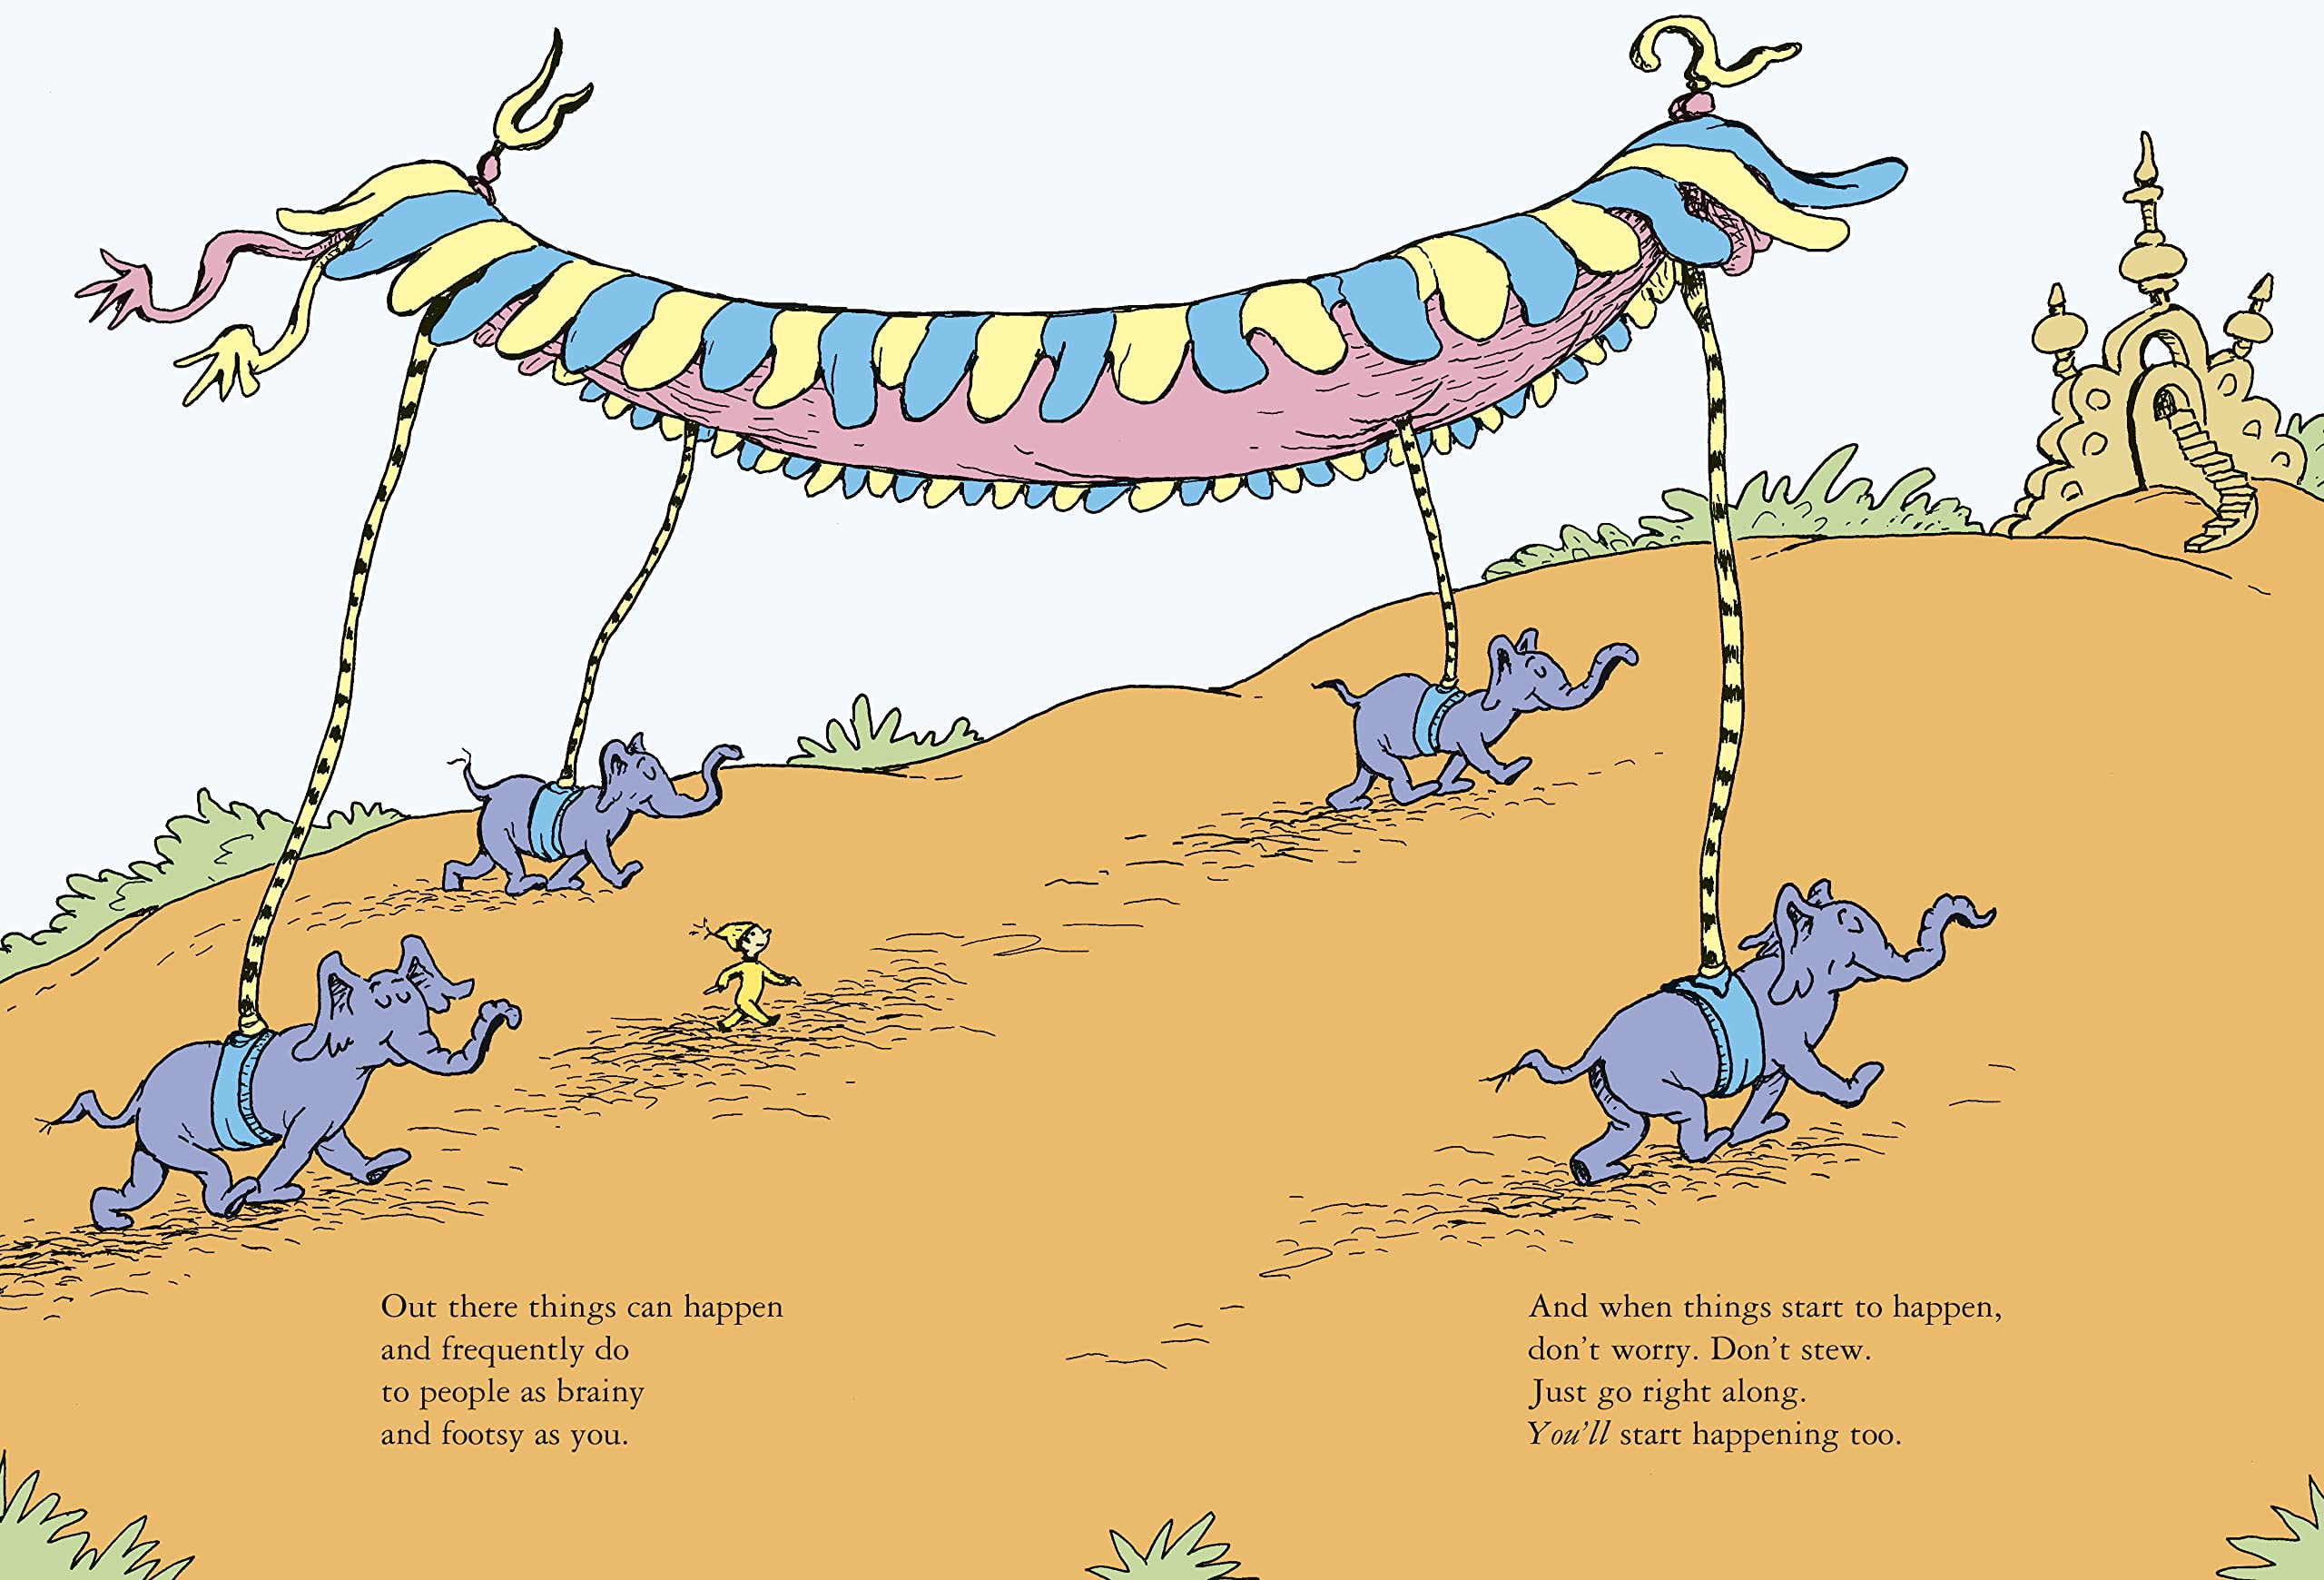 Out there things can happen
and frequently do
to people as brainy
and footsy as you.
And when things start to happen,
don't worry. Don't stew.
Just go right along.
You'll start happening too.